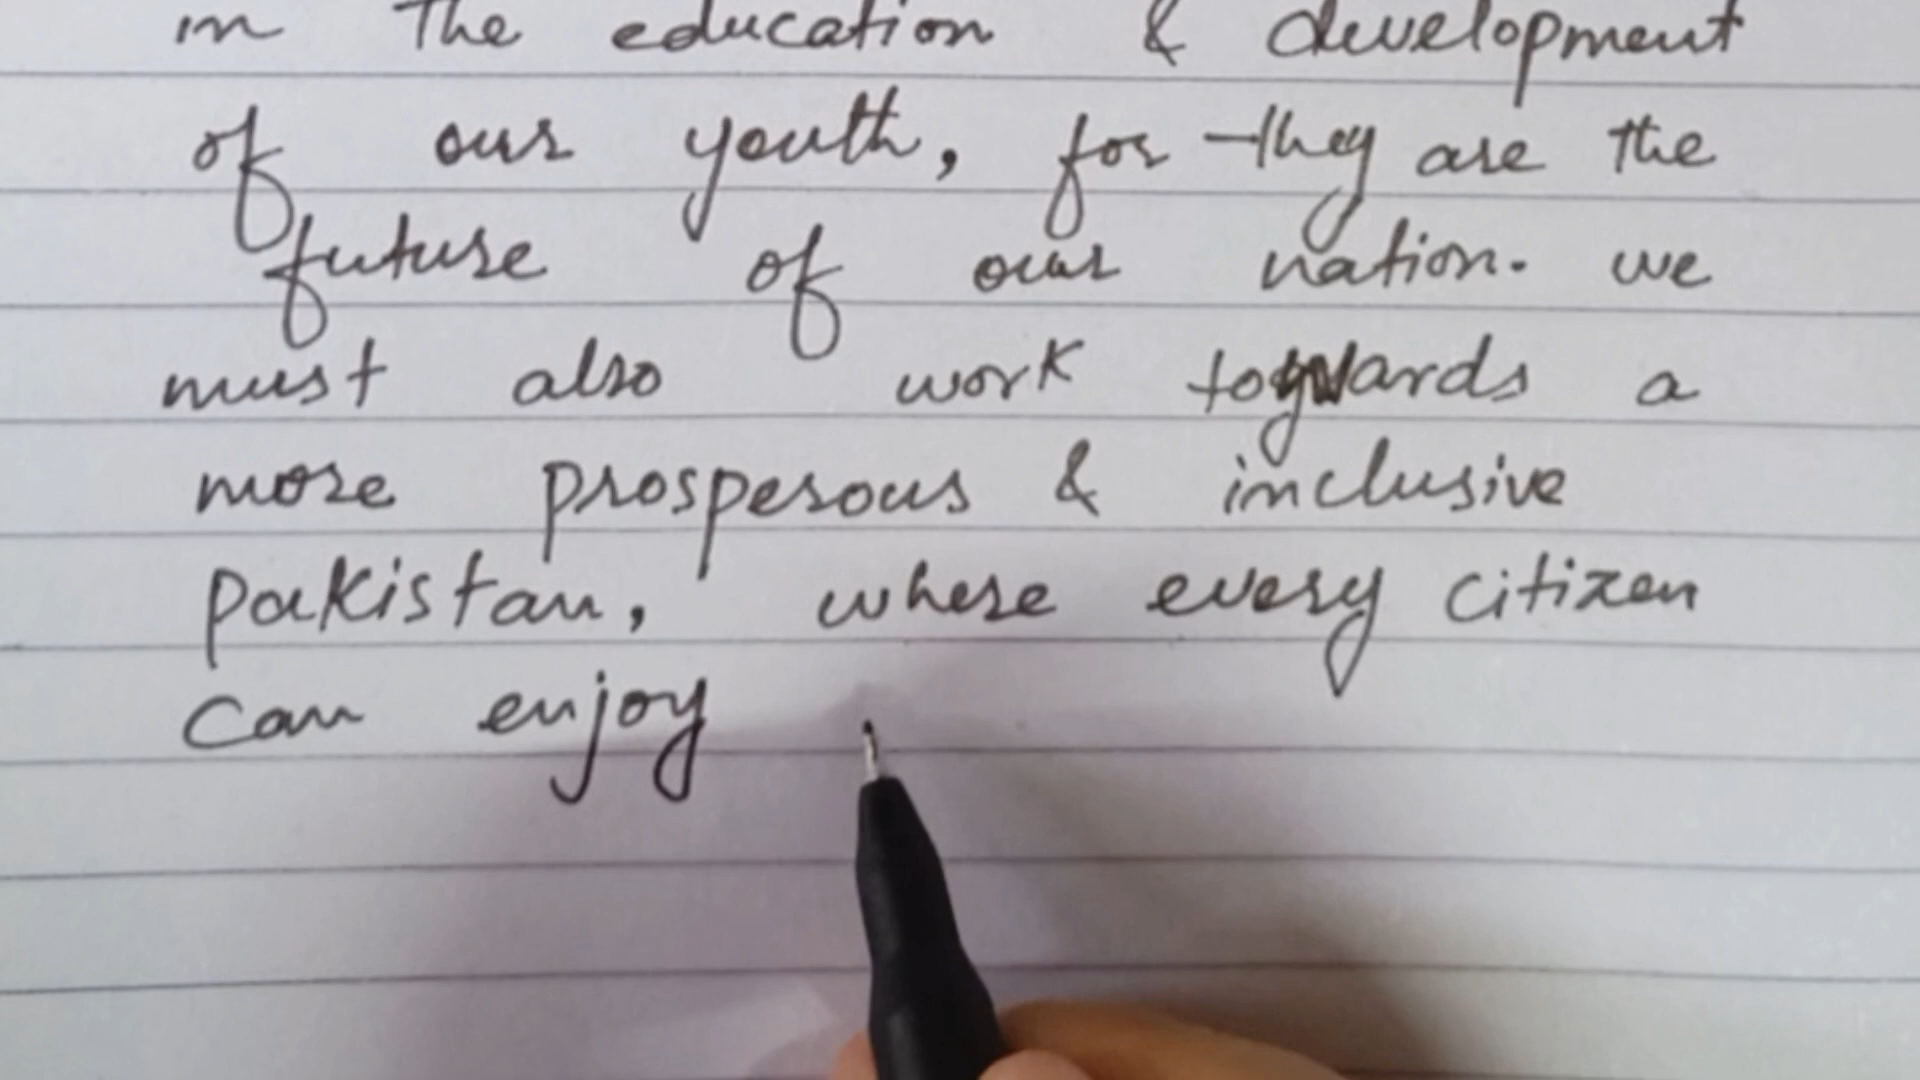 in the education & development
of our youth, for they are the
future of our nation. we
must also work towards a
more prosperous & inclusive
pakistan, where every citizen
can enjoy